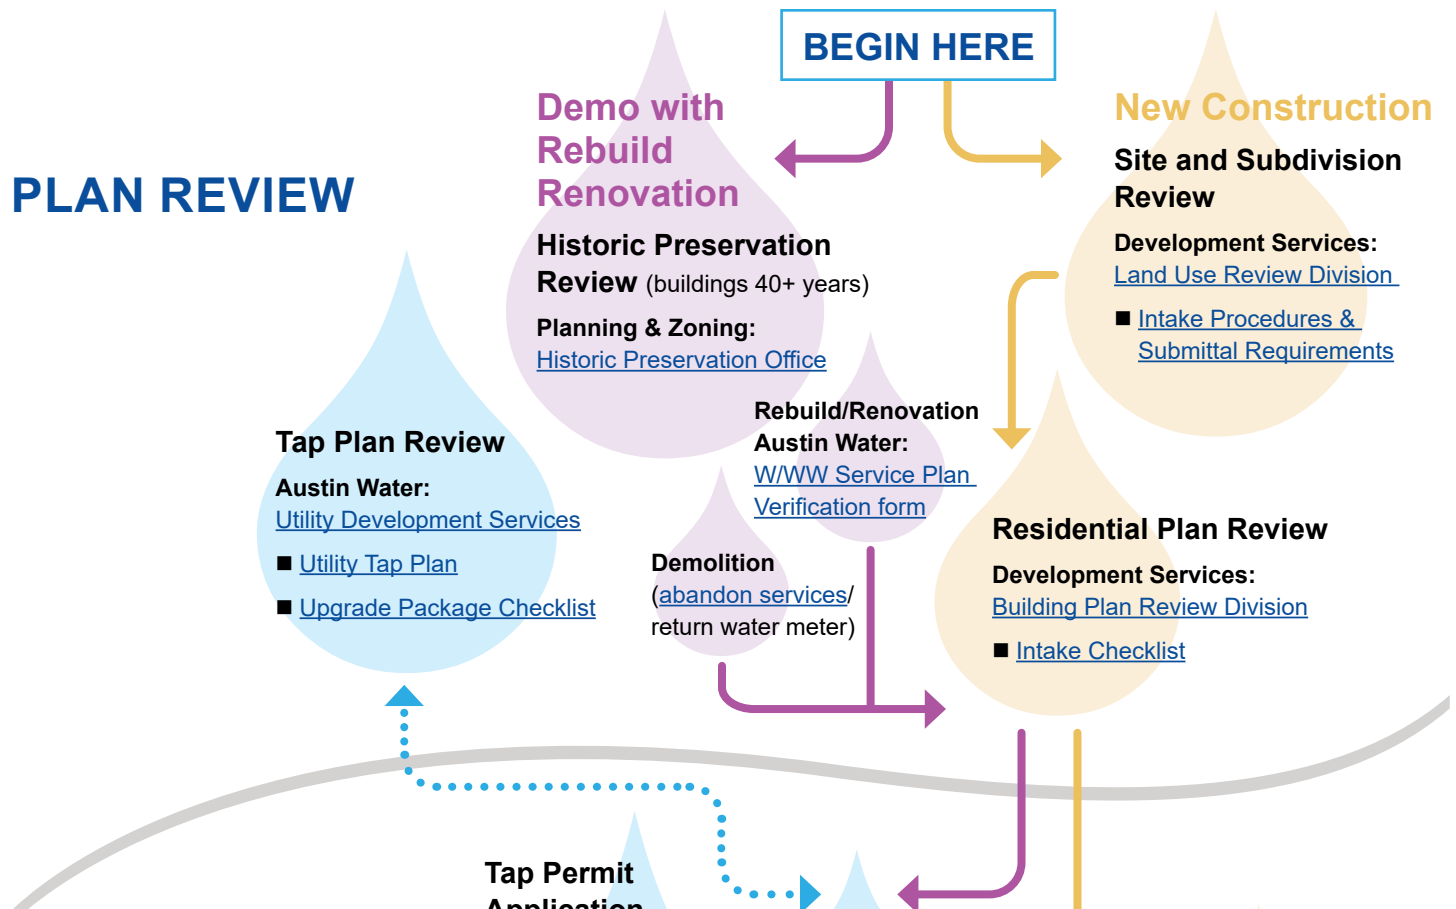 BEGIN HERE
PLAN REVIEW
Demo with
Rebuild
Renovation
Historic Preservation
Review (buildings 40+ years)
Planning & Zoning:
Historic Preservation Office
New Construction
Site and Subdivision
Review
Development Services:
Land Use Review Division
■ Intake Procedures &
Submittal Requirements
Tap Plan Review
Austin Water:
Utility Development Services
■ Utility Tap Plan
■ Upgrade Package Checklist
Rebuild/Renovation
Austin Water:
W/WW Service Plan
Verification form
Demolition
(abandon services/
return water meter)
Residential Plan Review
Development Services:
Building Plan Review Division
■ Intake Checklist
Tap Permit
Application